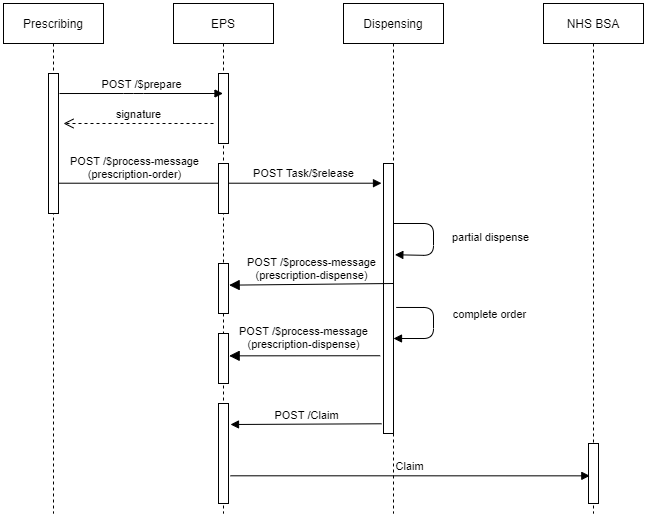 Prescribing
EPS
Dispensing
NHS BSA
POST /$prepare
signature
POST /$process-message
(prescription-order)
POST Task/$release
partial dispense
POST /$process-message
(prescription-dispense)
complete order
POST /$process-message
(prescription-dispense)
POST /Claim
Claim